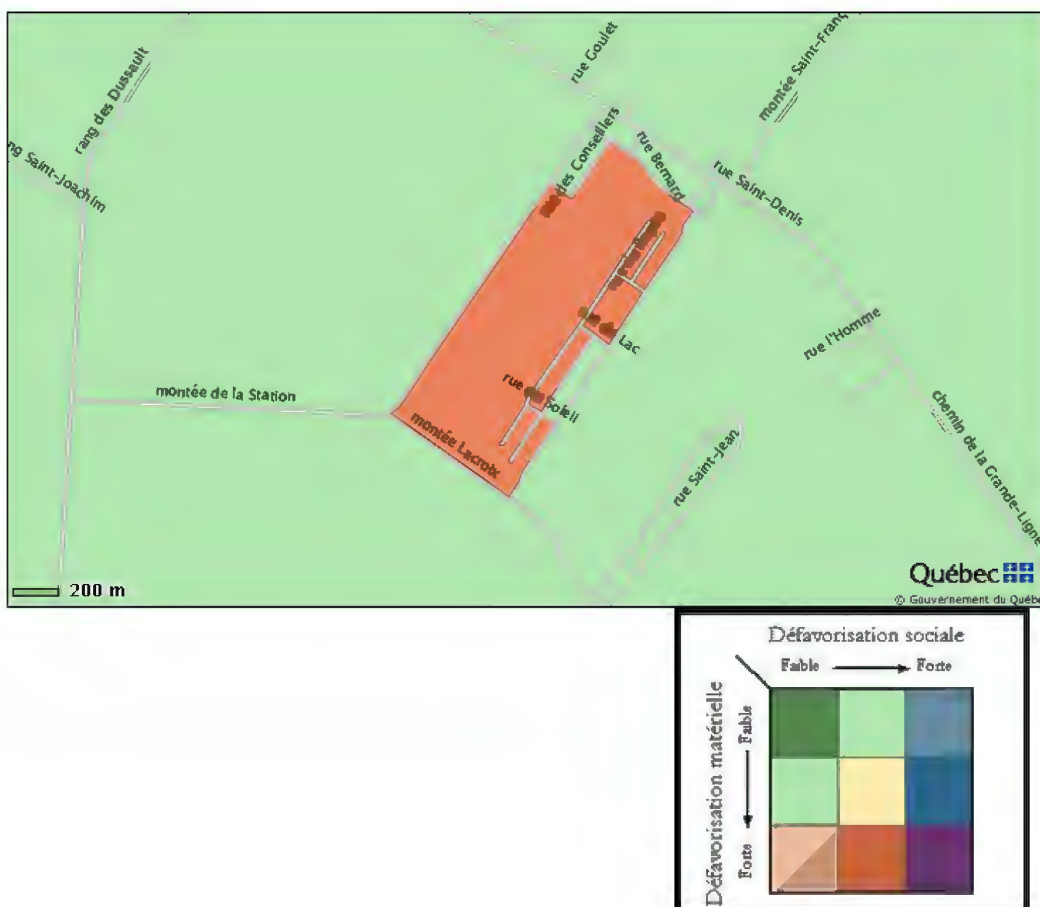 rang des Dussault
ng Saint-Joachim
rue Goulet
montée Saint-Franç
des Conseillers
rue Bernard
rue Saint-Denis
rue l'Homme
Lac
rue
Soleil
montée de la Station
montée Lacroix
rue Saint-Jean
chemin de la Grande-Ligne
200 m
Québec
© Gouvernement du Québe
Défavorisation sociale
Faible Forte
Défavorisation matérielle
Faible
Forte